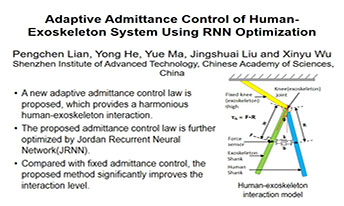 Adaptive Admittance Control of Human-
Exoskeleton System Using RNN Optimization
Pengchen Lian, Yong He, Yue Ma, Jingshuai Liu and Xinyu Wu
Shenzhen Institute of Advanced Technology, Chinese Academy of Sciences,
China
• A new adaptive admittance control law is
proposed, which provides a harmonious
human-exoskeleton interaction.
• The proposed admittance control law is further
optimized by Jordan Recurrent Neural
Network(JRNN).
• Compared with fixed admittance control, the
proposed method significantly improves the
interaction level.
Knee(exoskeleton)
joint
Fixed knee
(exoskeleton)
thigh
Force
sensor
Exoskeleton
Shank
Human
Shank
Human-exoskeleton
interaction model